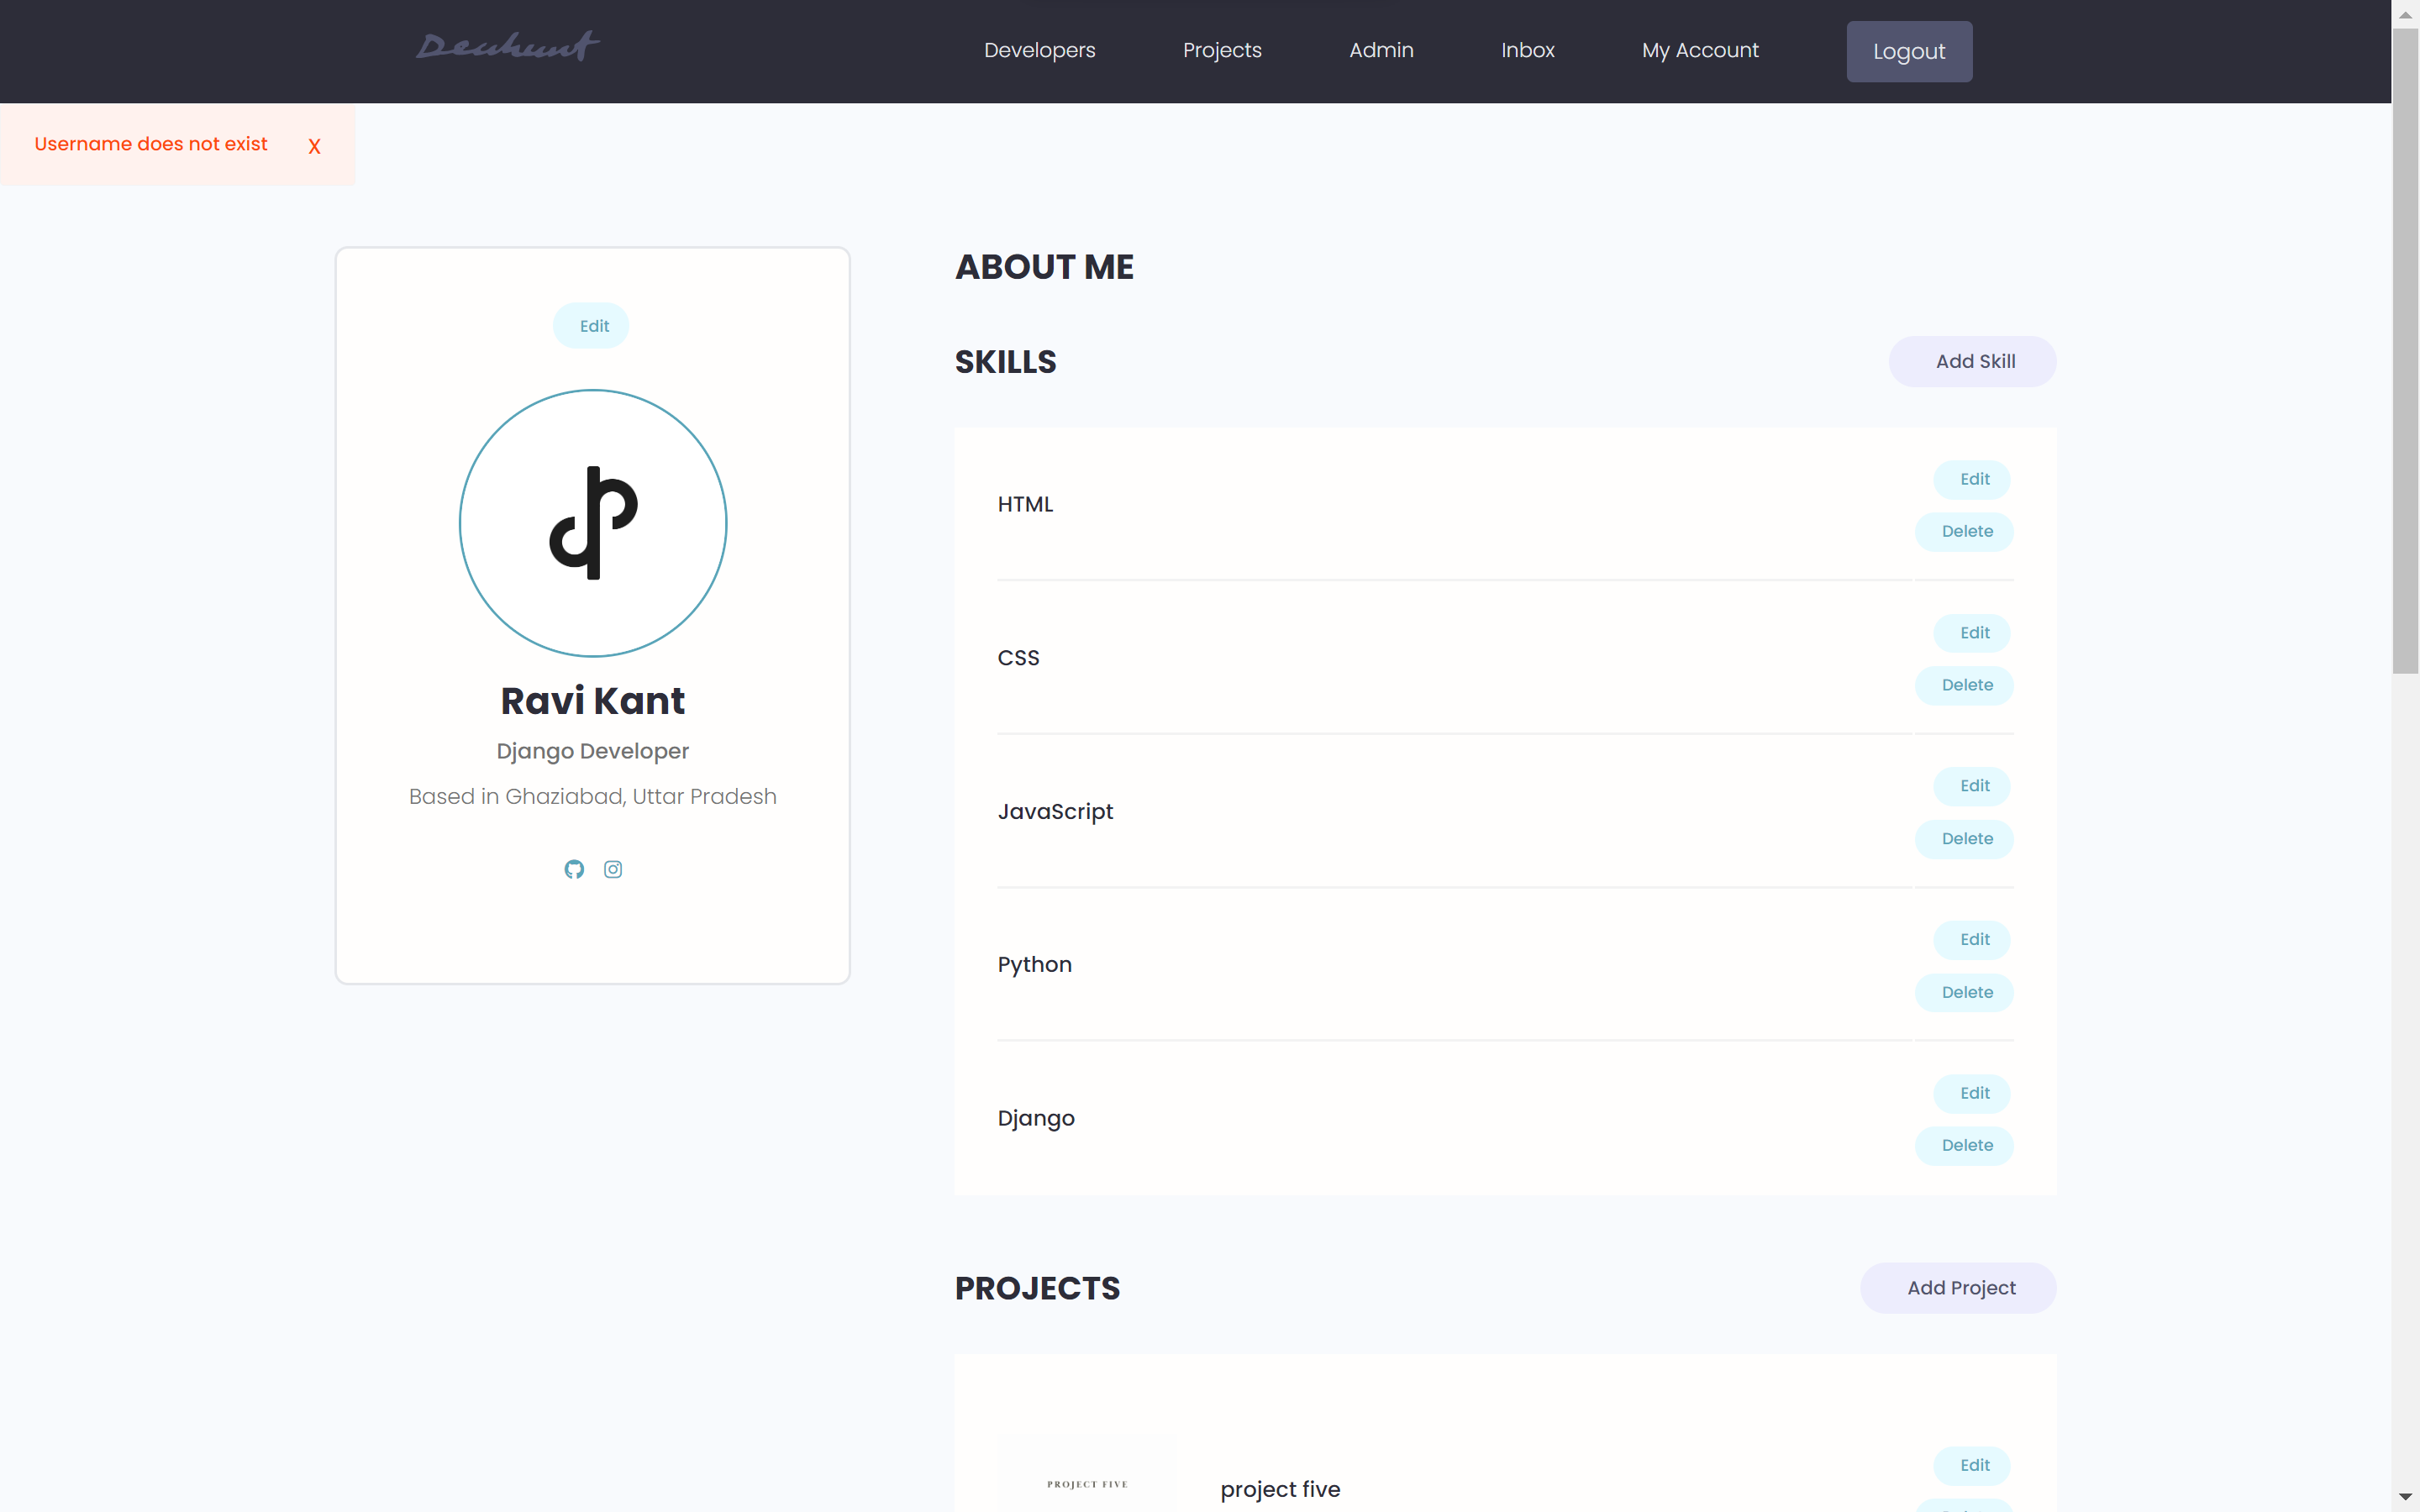 Devhunt
Developers
Projects
Admin
Inbox
My Account
Logout
Username does not exist X
Edit
Ravi Kant
Django Developer
Based in Ghaziabad, Uttar Pradesh
ABOUT ME
SKILLS
Add Skill
HTML
Edit
Delete
CSS
Edit
Delete
JavaScript
Edit
Delete
Python
Edit
Delete
Django
Edit
Delete
PROJECTS
Add Project
PROJECT FIVE
project five
Edit